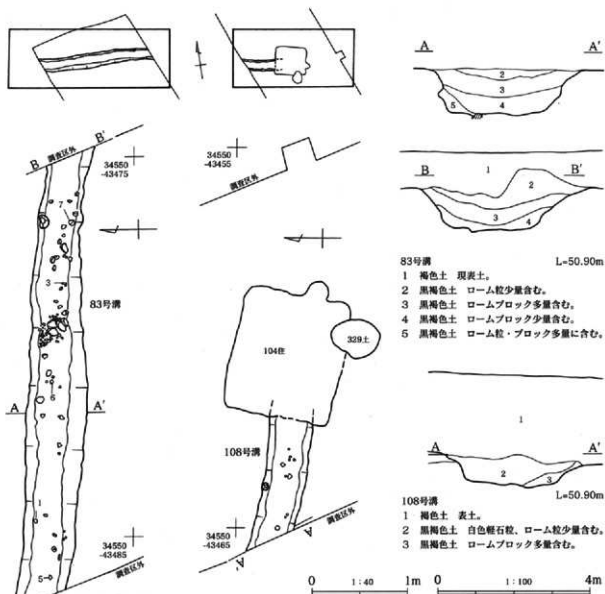 B
B'
調査区外
34550
-43475
7
3
83号溝
6
A
A'
1
5
34550
-43485
34550
-43455
調査区外
104住
329土
108号溝
34550
-43465
調査区外
A
A'
0 1:40 1m
A
A'
2
3
4
5
B
B'
1
2
3
4
83号溝 L=50.90m
1 褐色土 現表土。
2 黒褐色土 ローム粒少量含む。
3 黒褐色土 ロームブロック多量含む。
4 黒褐色土 ロームブロック少量含む。
5 黒褐色土 ローム粒・ブロック多量に含む。
1
A
A'
2
3
108号溝 L=50.90m
1 褐色土 表土。
2 黒褐色土 白色軽石粒、ローム粒少量含む。
3 黒褐色土 ロームブロック多量含む。
0 1:100 4m